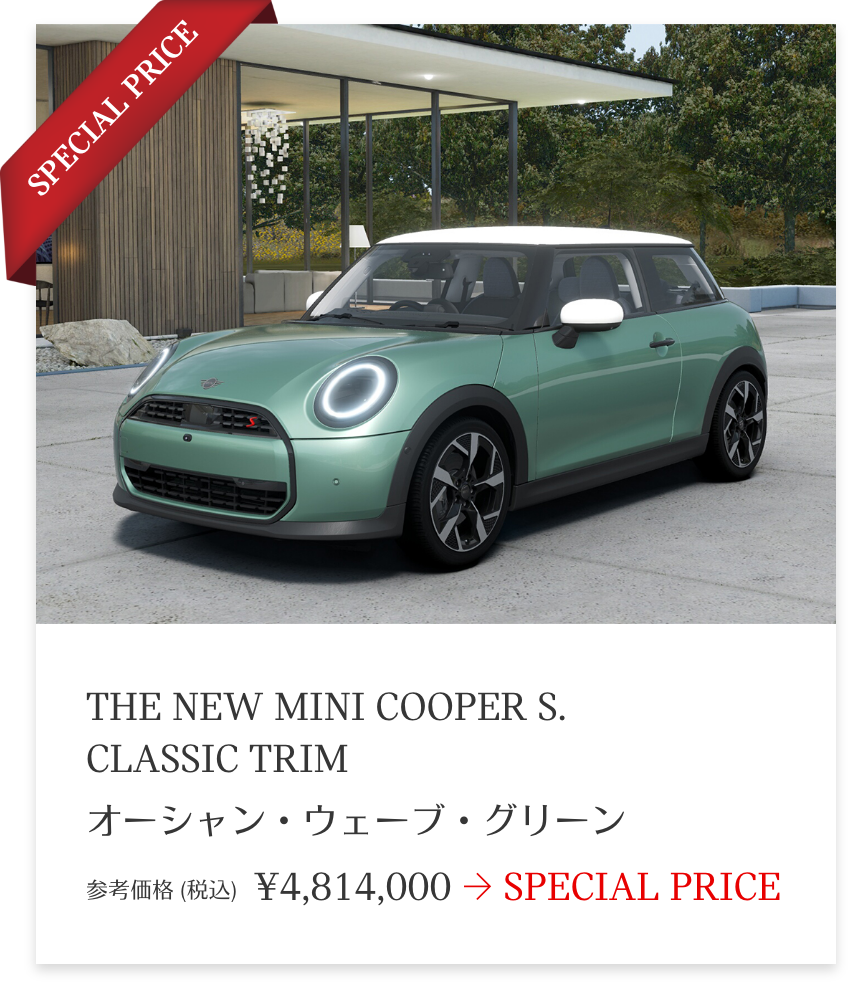 SPECIAL PRICE
S
THE NEW MINI COOPER S.
CLASSIC TRIM
オーシャン・ウェーブ・グリーン
参考価格 (税込) ¥4,814,000 → SPECIAL PRICE